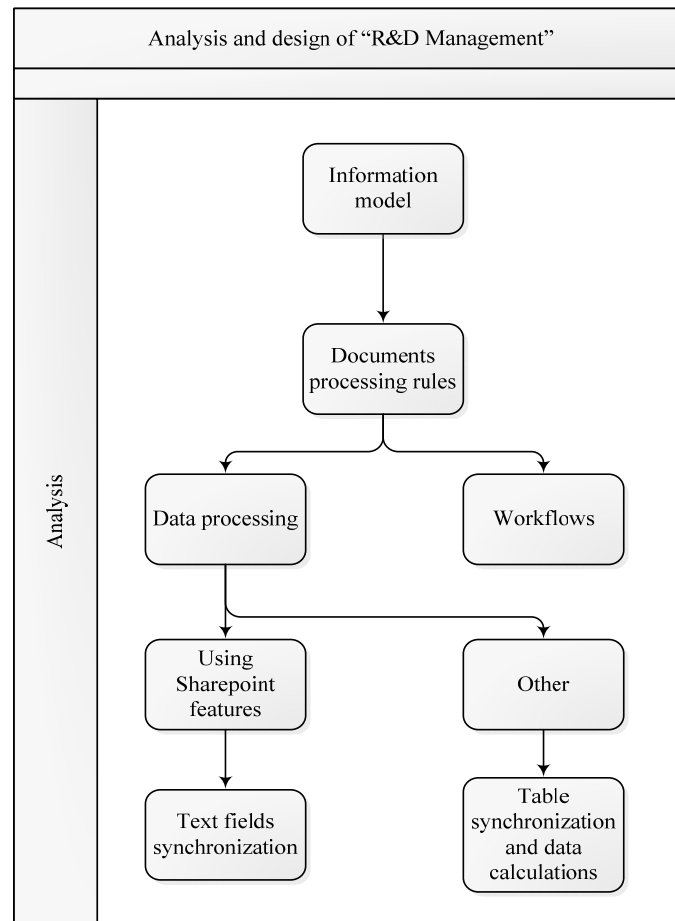 Analysis and design of “R&D Management”
Analysis
Information
model
Documents
processing rules
Data processing
Workflows
Using
Sharepoint
features
Other
Text fields
synchronization
Table
synchronization
and data
calculations